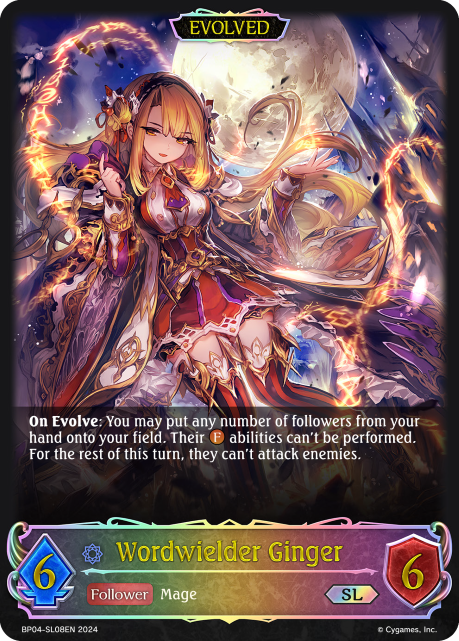 EVOLVED
On Evolve: You may put any number of followers from your
hand onto your field. Their F abilities can't be performed.
For the rest of this turn, they can't attack enemies.
Wordwielder Ginger
6
6
Follower Mage
SL
BP04-SL08EN 2024
© Cygames, Inc.